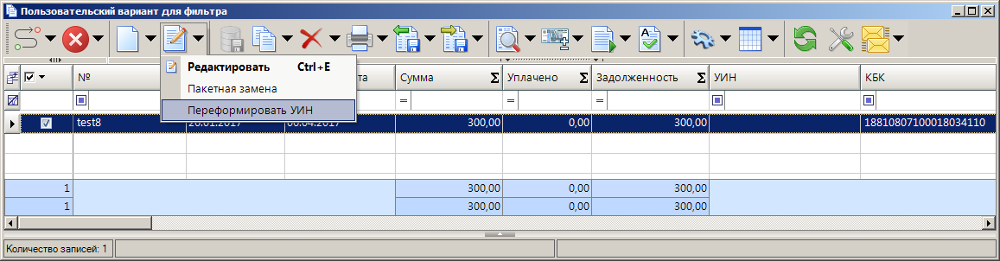 Пользовательский вариант для фильтра
Редактировать Ctrl+E
Пакетная замена
Переформировать УИН
№ та Сумма Σ Уплачено Σ Задолженность Σ УИН КБК
= = =
test8 20.01.2017 06.04.2017 300,00 0,00 300,00 18810807100018034110
1 300,00 0,00 300,00
1 300,00 0,00 300,00
Количество записей: 1